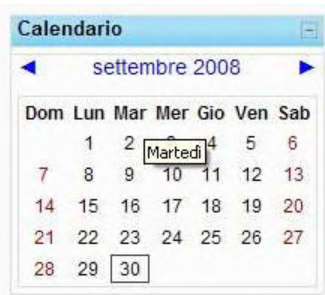 Calendario
settembre 2008
Dom Lun Mar Mer Gio Ven Sab
1 2 4 5 6
Martedì
7 8 9 10 11 12 13
14 15 16 17 18 19 20
21 22 23 24 25 26 27
28 29 30